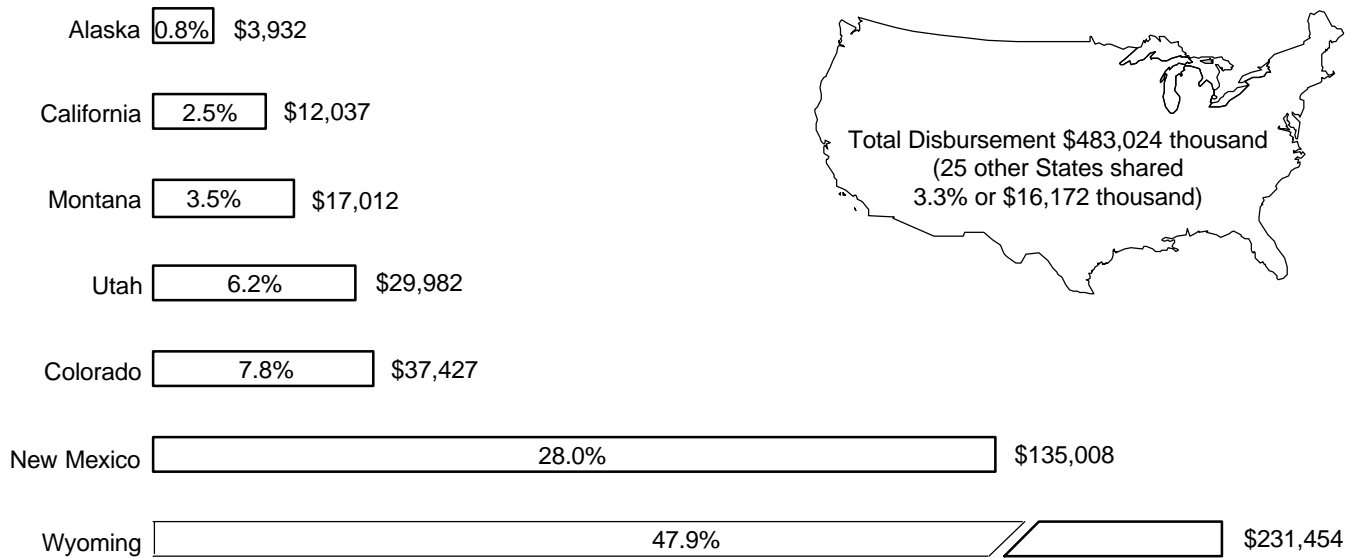 Alaska 0.8% $3,932
California 2.5% $12,037
Montana 3.5% $17,012
Utah 6.2% $29,982
Colorado 7.8% $37,427
New Mexico 28.0% $135,008
Wyoming 47.9% $231,454
Total Disbursement $483,024 thousand
(25 other States shared
3.3% or $16,172 thousand)